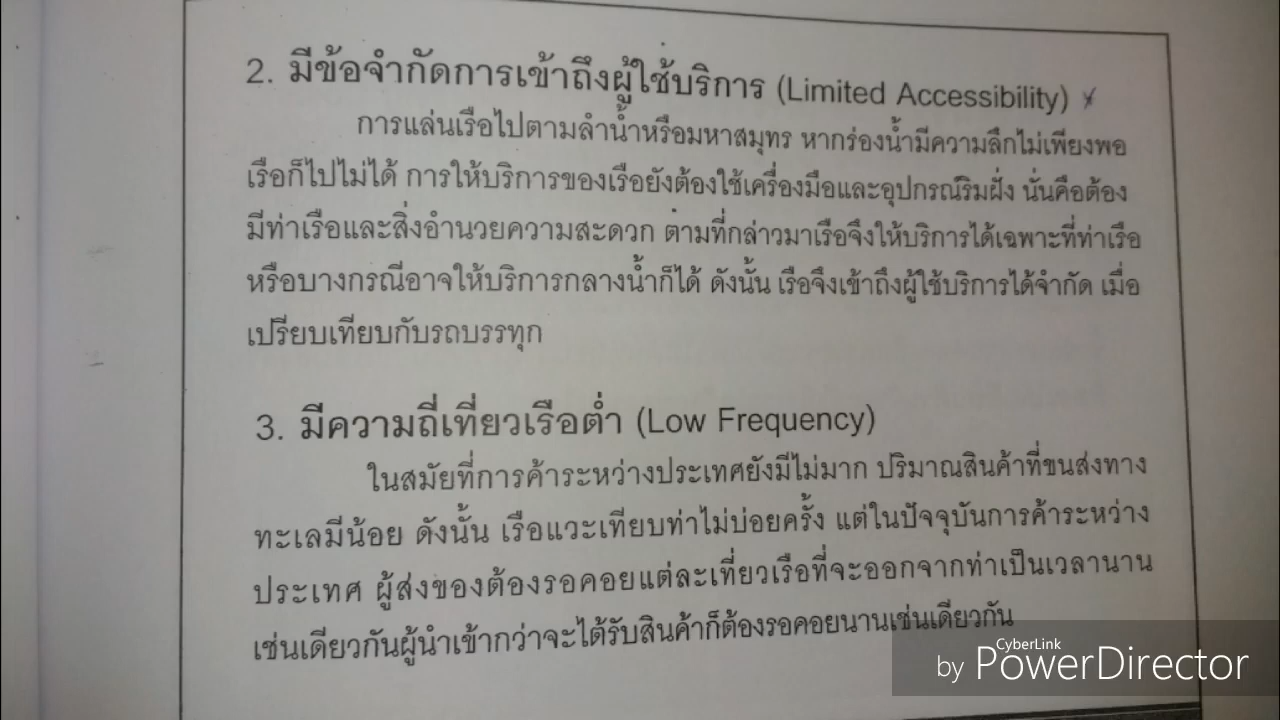 2. มีข้อจำกัดการเข้าถึงผู้ใช้บริการ (Limited Accessibility)
การแล่นเรือไปตามลำน้ำหรือมหาสมุทร หากร่องน้ำมีความลึกไม่เพียงพอ
เรือก็ไปไม่ได้ การให้บริการของเรือยังต้องใช้เครื่องมือและอุปกรณ์ริมฝั่ง นั่นคือต้อง
มีท่าเรือและสิ่งอำนวยความสะดวก ตามที่กล่าวมาเรือจึงให้บริการได้เฉพาะที่ท่าเรือ
หรือบางกรณีอาจให้บริการกลางน้ำก็ได้ ดังนั้น เรือจึงเข้าถึงผู้ใช้บริการได้จำกัด เมื่อ
เปรียบเทียบกับรถบรรทุก
3. มีความถี่เที่ยวเรือต่ำ (Low Frequency)
ในสมัยที่การค้าระหว่างประเทศยังมีไม่มาก ปริมาณสินค้าที่ขนส่งทาง
ทะเลมีน้อย ดังนั้น เรือแวะเทียบท่าไม่บ่อยครั้ง แต่ในปัจจุบันการค้าระหว่าง
ประเทศ ผู้ส่งของต้องรอคอยแต่ละเที่ยวเรือที่จะออกจากท่าเป็นเวลานาน
เช่นเดียวกันผู้นำเข้ากว่าจะได้รับสินค้าก็ต้องรอคอยนานเช่นเดียวกัน
CyberLink
by PowerDirector